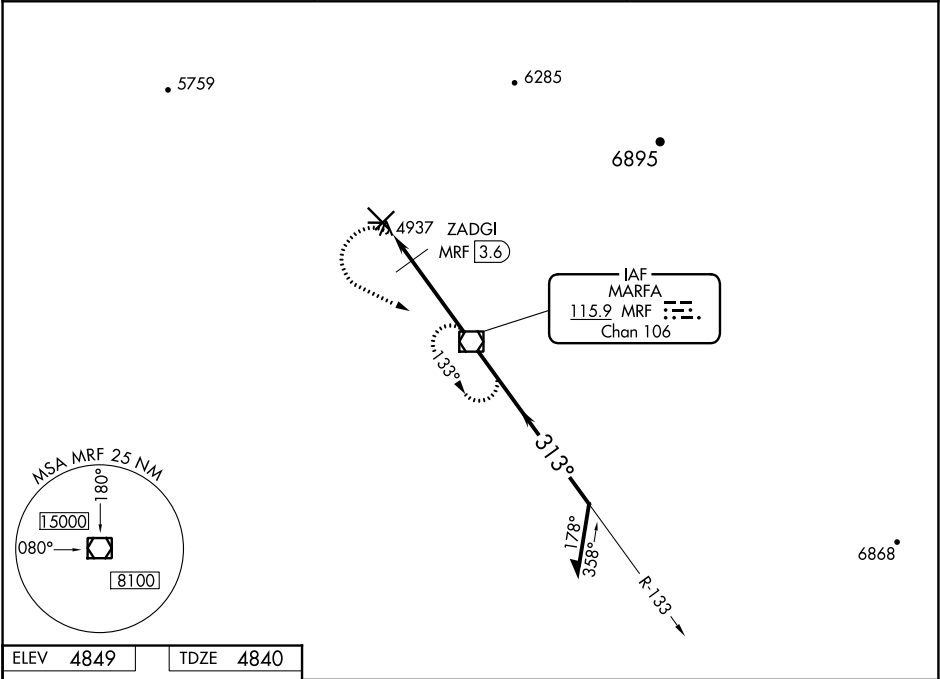 5759
6285
6895
4937 ZADGI
MRF 3.6
IAF
MARFA
115.9 MRF
Chan 106
133°
313°
MSA MRF 25 NM
180°
15000
080°
8100
178°
358°
R-133
6868
ELEV 4849
TDZE 4840